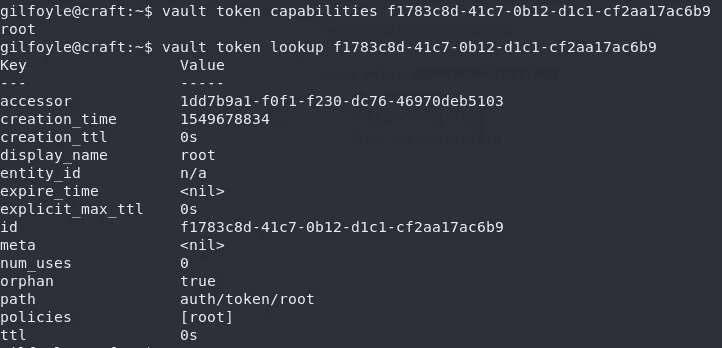 gilfoyle@craft:~$ vault token capabilities f1783c8d-41c7-0b12-d1c1-cf2aa17ac6b9
root
gilfoyle@craft:~$ vault token lookup f1783c8d-41c7-0b12-d1c1-cf2aa17ac6b9
Key                 Value
---                 -----
accessor            1dd7b9a1-f0f1-f230-dc76-46970deb5103
creation_time       1549678834
creation_ttl        0s
display_name        root
entity_id           n/a
expire_time         <nil>
explicit_max_ttl    0s
id                  f1783c8d-41c7-0b12-d1c1-cf2aa17ac6b9
meta                <nil>
num_uses            0
orphan              true
path                auth/token/root
policies            [root]
ttl                 0s